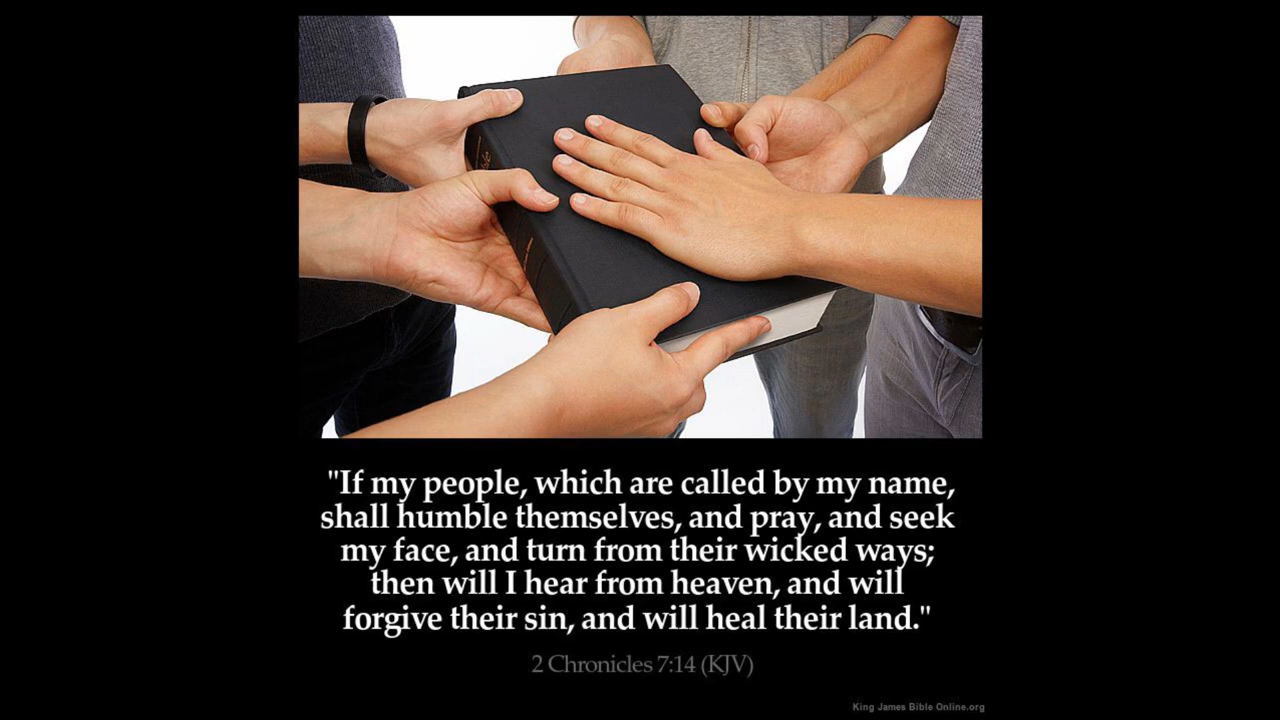 "If my people, which are called by my name,
shall humble themselves, and pray, and seek
my face, and turn from their wicked ways;
then will I hear from heaven, and will
forgive their sin, and will heal their land."
2 Chronicles 7:14 (KJV)
King James Bible Online.org